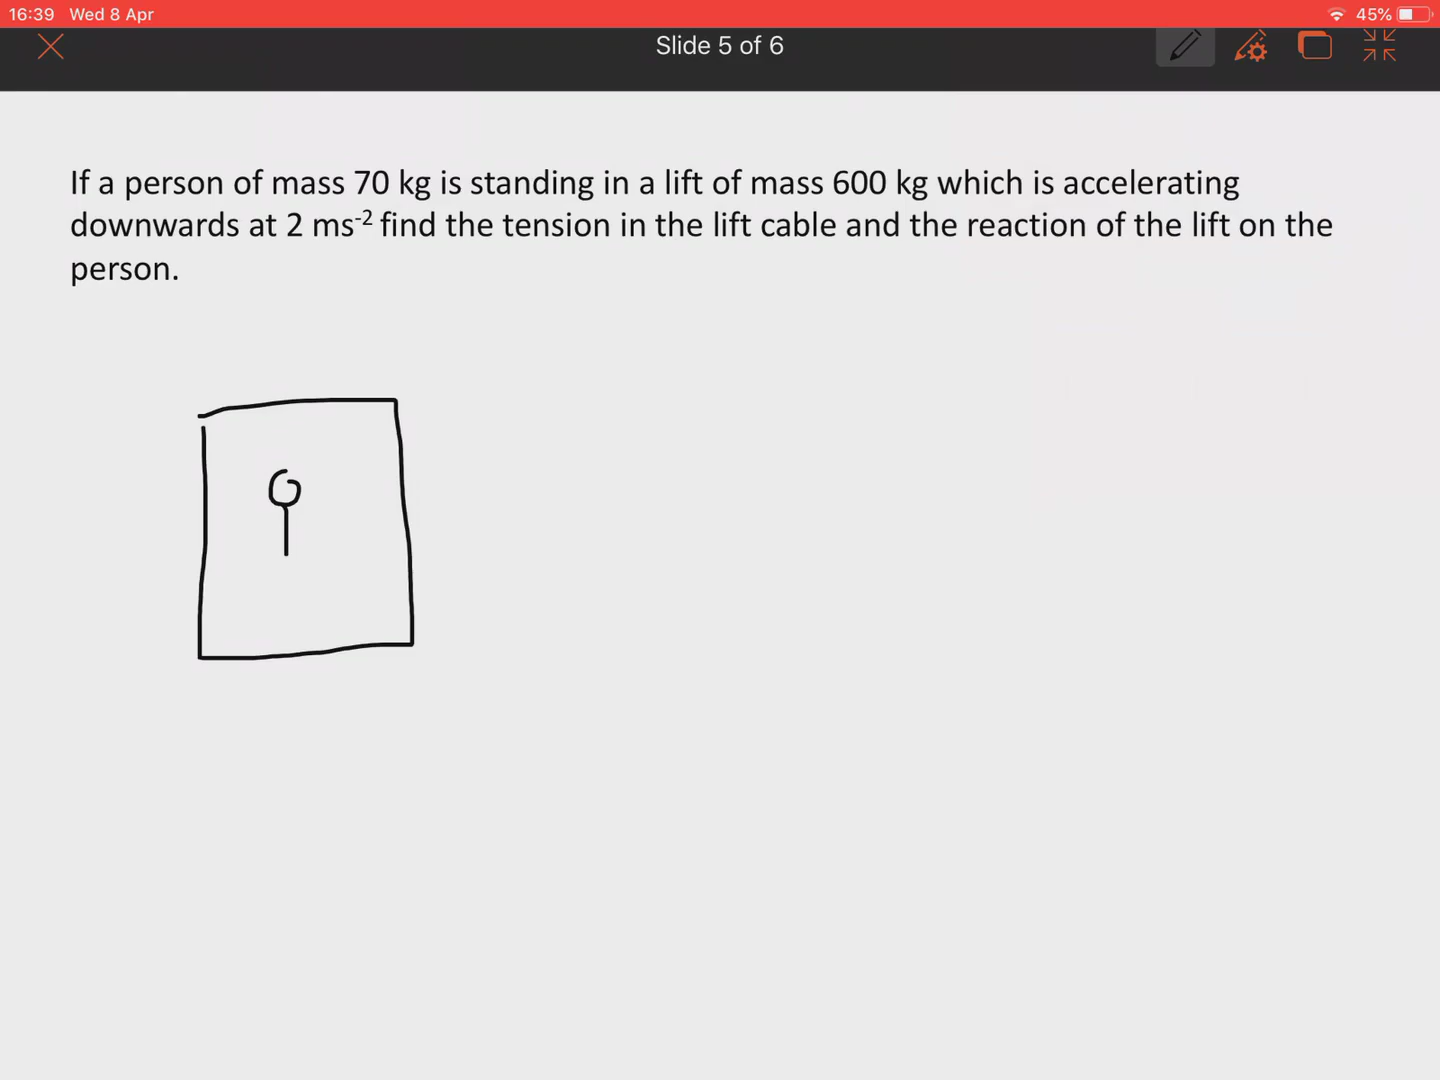 16:39 Wed 8 Apr
45%
Slide 5 of 6
If a person of mass 70 kg is standing in a lift of mass 600 kg which is accelerating
downwards at 2 ms⁻² find the tension in the lift cable and the reaction of the lift on the
person.